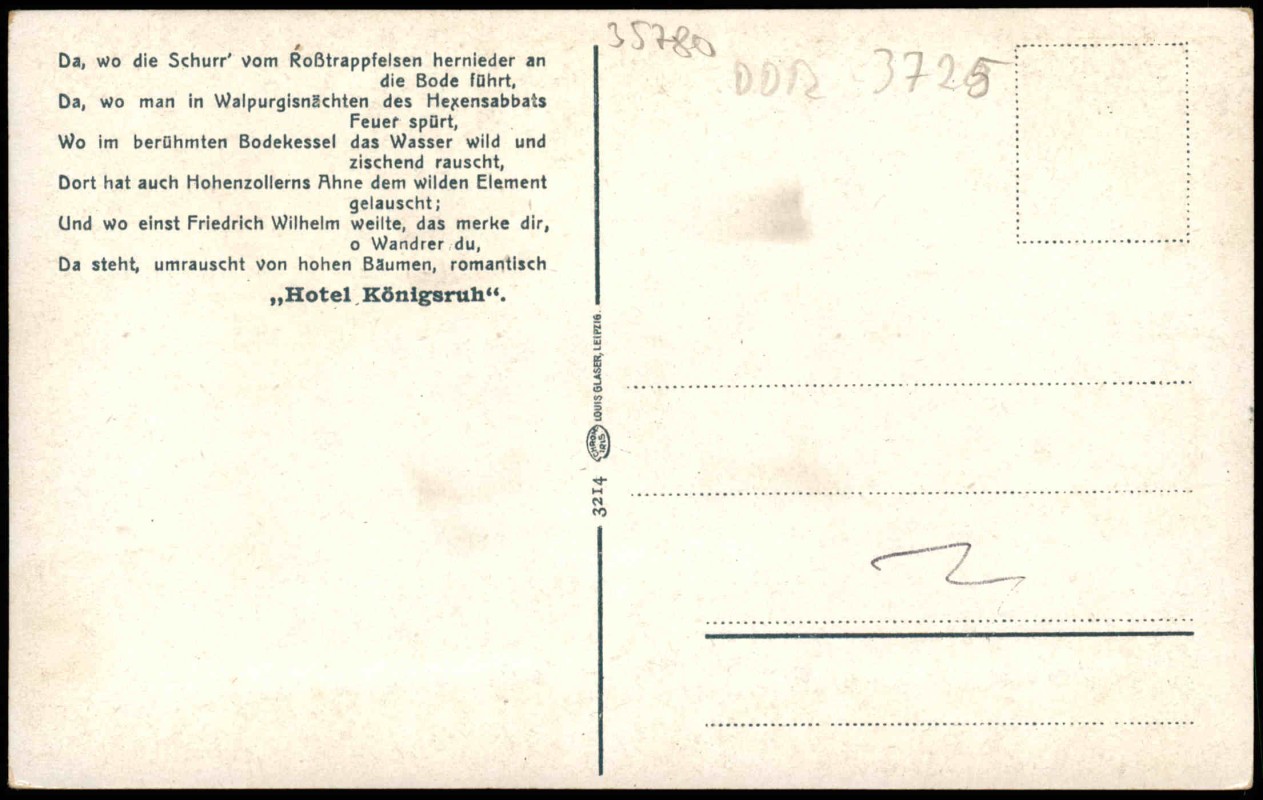 Da, wo die Schurr' vom Roßtrappfelsen hernieder an
die Bode führt,
Da, wo man in Walpurgisnächten des Hexensabbats
Feuer spürt,
Wo im berühmten Bodekessel das Wasser wild und
zischend rauscht,
Dort hat auch Hohenzollerns Ahne dem wilden Element
gelauscht;
Und wo einst Friedrich Wilhelm weilte, das merke dir,
o Wandrer du,
Da steht, umrauscht von hohen Bäumen, romantisch
„Hotel Königsruh“.
35780
DDR 3725
LOUIS GLASER, LEIPZIG.
CHROMO IRIS
3214